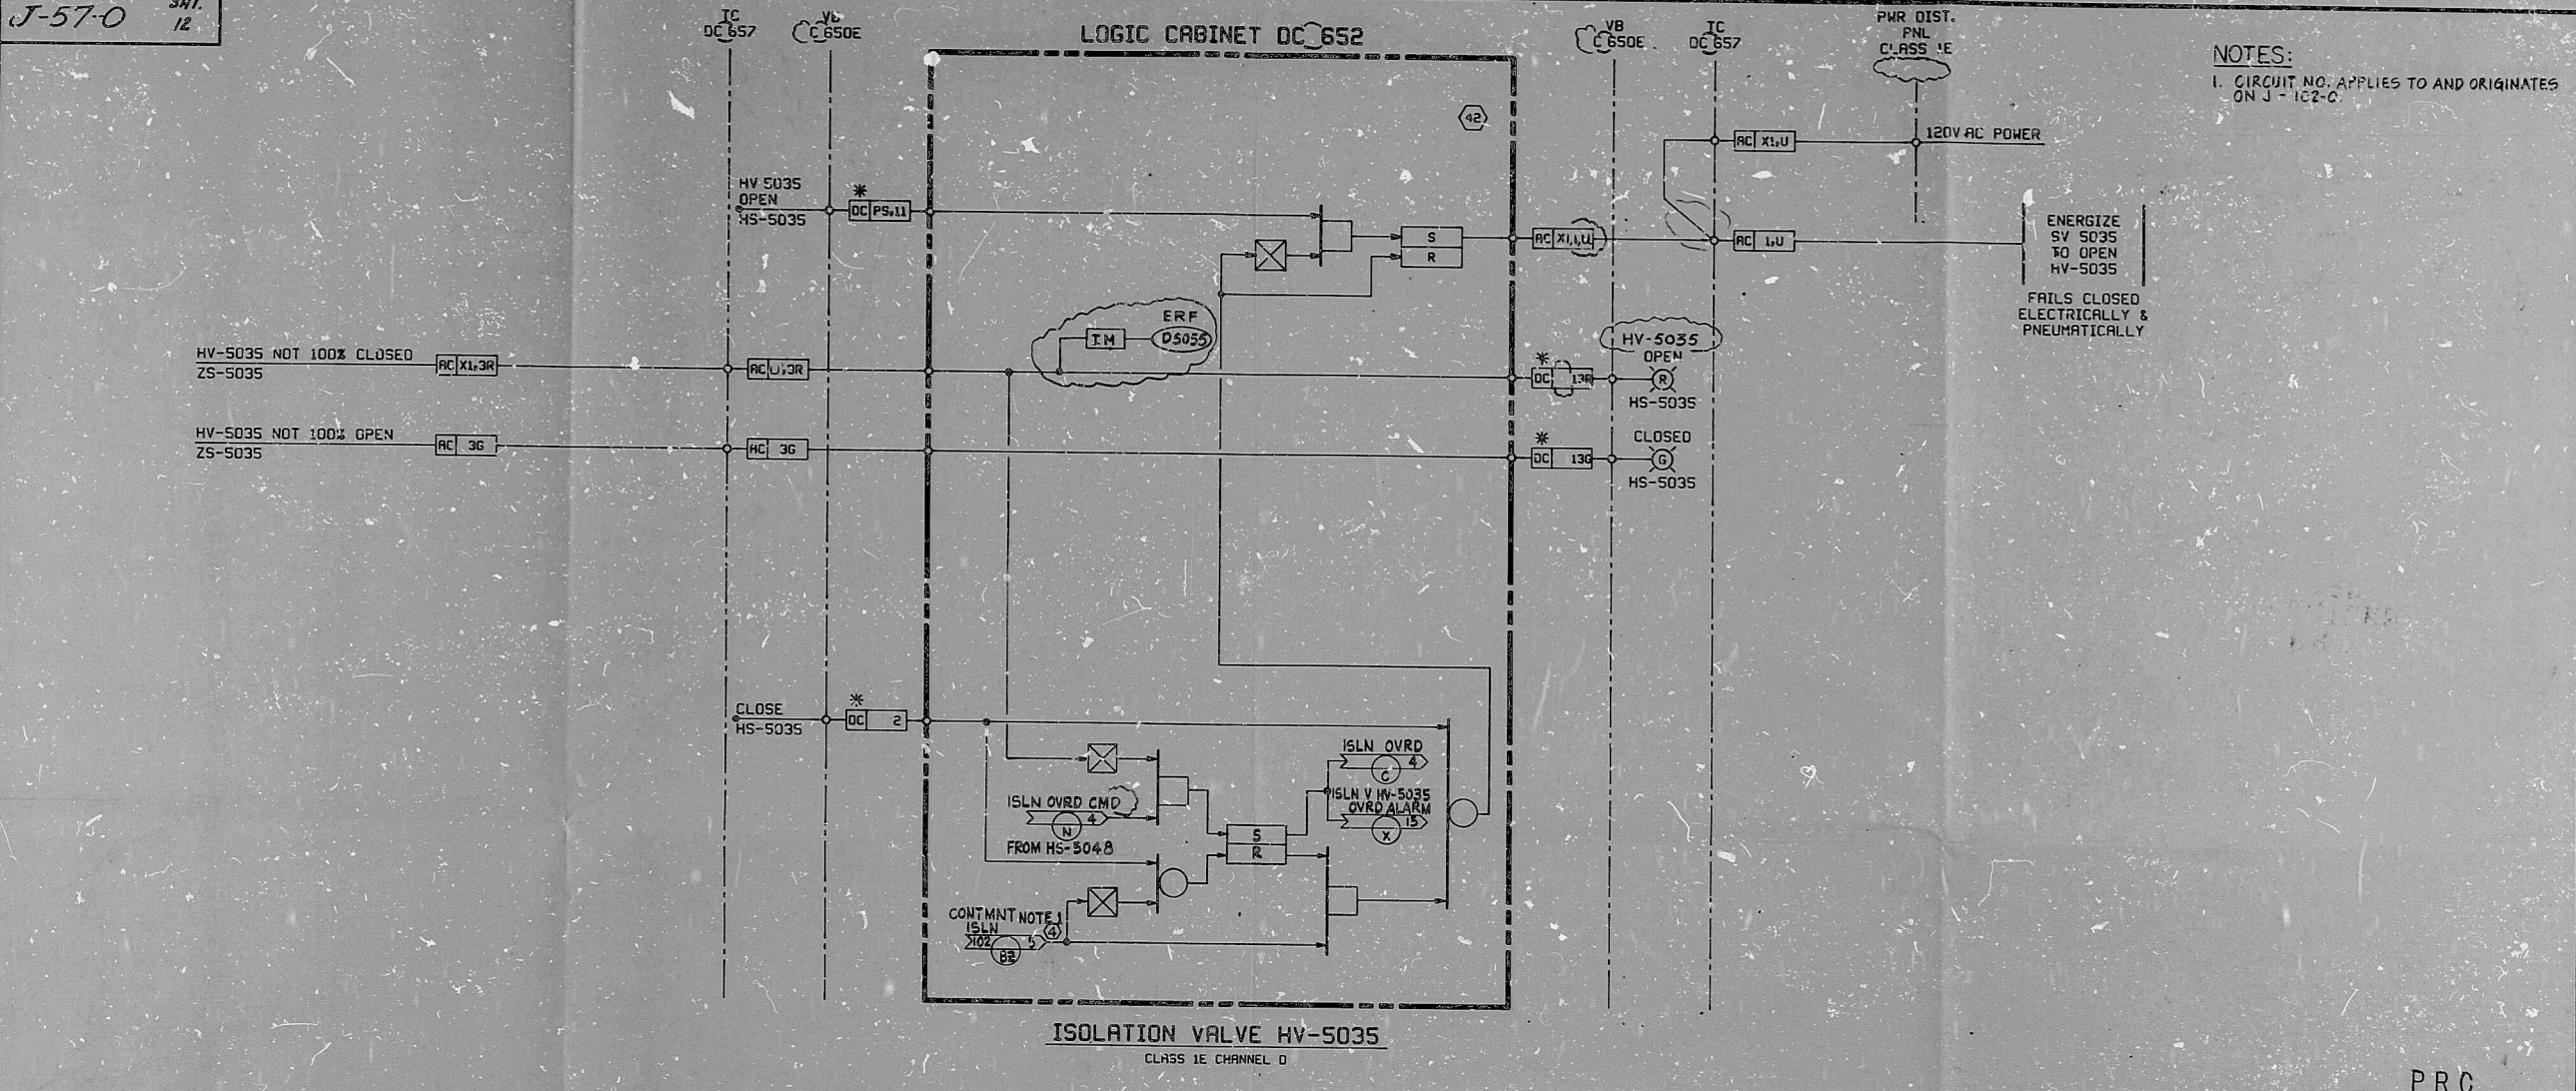 J-57-0
SHT.
12
TC
DC 657
VB
C 650E
LOGIC CABINET DC 652
VB
C 650E
TC
DC 657
PWR DIST.
PNL
CLASS 1E
NOTES:
1. CIRCUIT NO. APPLIES TO AND ORIGINATES
ON J-102-0
42
120V AC POWER
AC X1,U
HV 5035
OPEN
HS-5035
*
DC PS,11
S
R
AC X1,1,U
AC 1,U
ENERGIZE
SV 5035
TO OPEN
HV-5035
FAILS CLOSED
ELECTRICALLY &
PNEUMATICALLY
ERF
IM
D5055
HV-5035
OPEN
HV-5035 NOT 100% CLOSED
ZS-5035
AC X1,3R
AC U,3R
*
DC 13R
R
HS-5035
HV-5035 NOT 100% OPEN
ZS-5035
AC 3G
AC 3G
*
DC 13G
CLOSED
G
HS-5035
CLOSE
HS-5035
*
DC 2
ISLN OVRD
4
C
ISLN V HV-5035
OVRD ALARM
15
X
ISLN OVRD CMD
4
N
FROM HS-5048
S
R
CONTMNT NOTE 1
ISLN
4
102 5
B2
ISOLATION VALVE HV-5035
CLASS 1E CHANNEL D
PRC